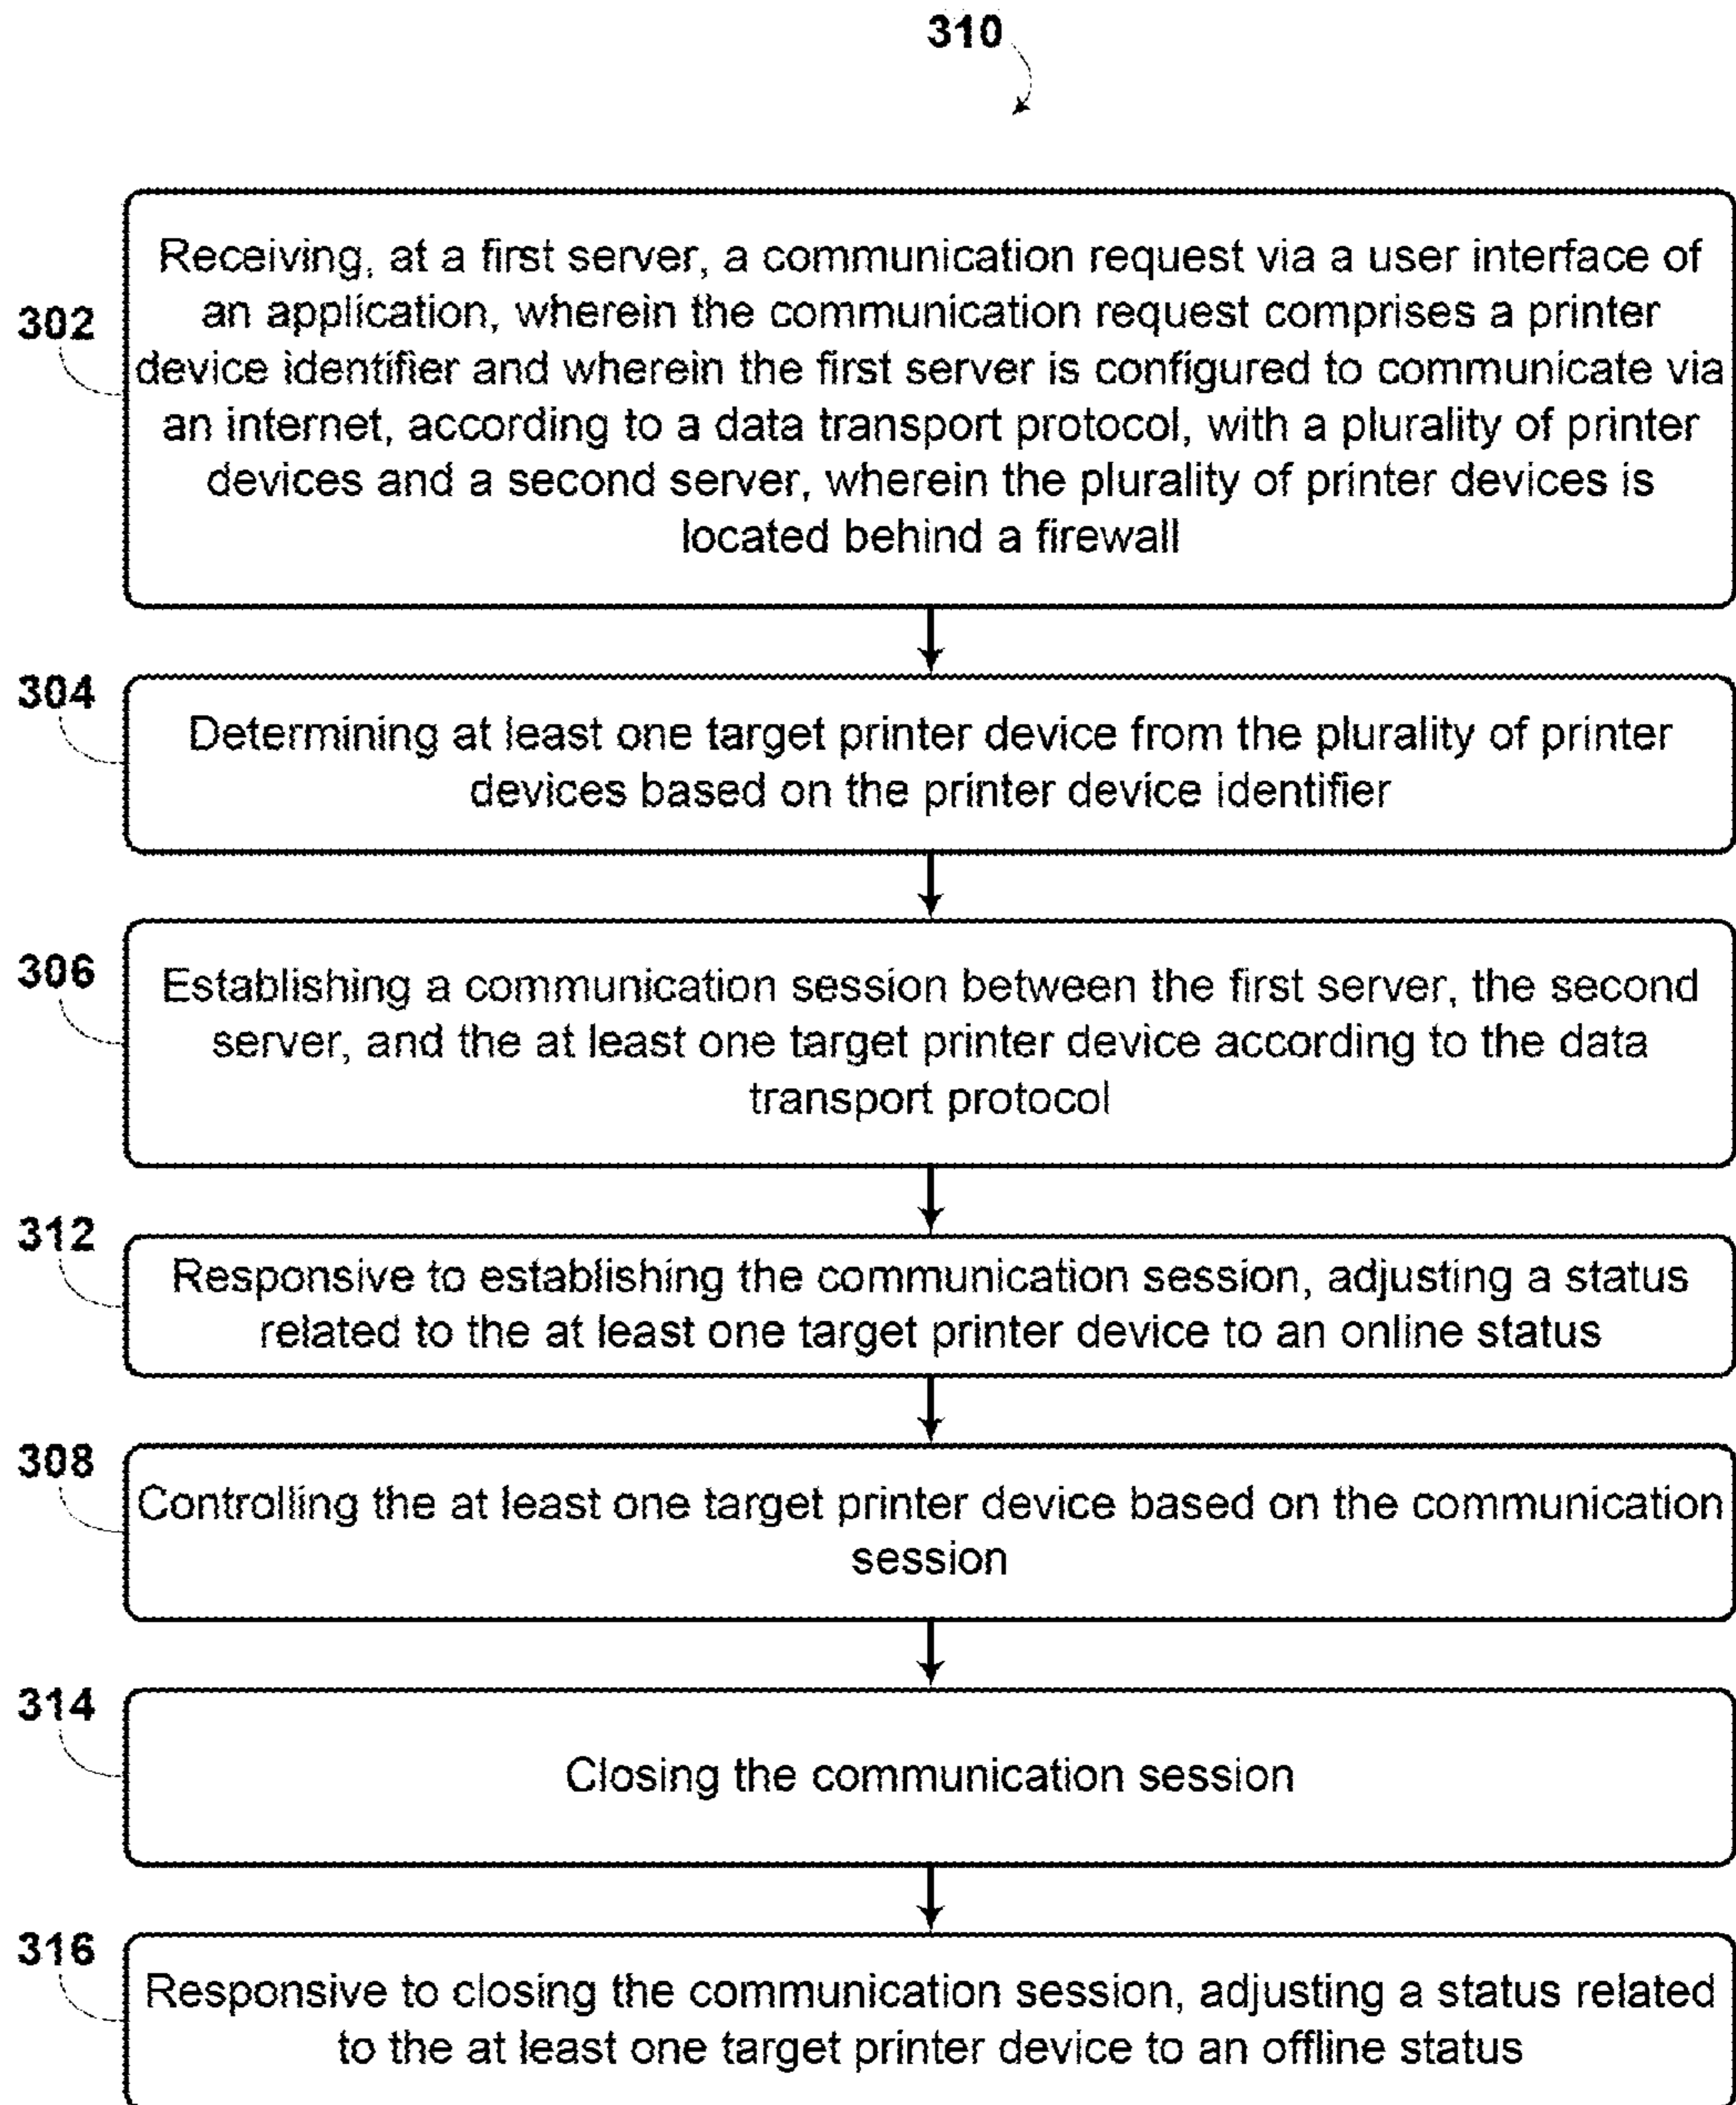 310
302
Receiving, at a first server, a communication request via a user interface of
an application, wherein the communication request comprises a printer
device identifier and wherein the first server is configured to communicate via
an internet, according to a data transport protocol, with a plurality of printer
devices and a second server, wherein the plurality of printer devices is
located behind a firewall
304
Determining at least one target printer device from the plurality of printer
devices based on the printer device identifier
306
Establishing a communication session between the first server, the second
server, and the at least one target printer device according to the data
transport protocol
312
Responsive to establishing the communication session, adjusting a status
related to the at least one target printer device to an online status
308
Controlling the at least one target printer device based on the communication
session
314
Closing the communication session
316
Responsive to closing the communication session, adjusting a status related
to the at least one target printer device to an offline status